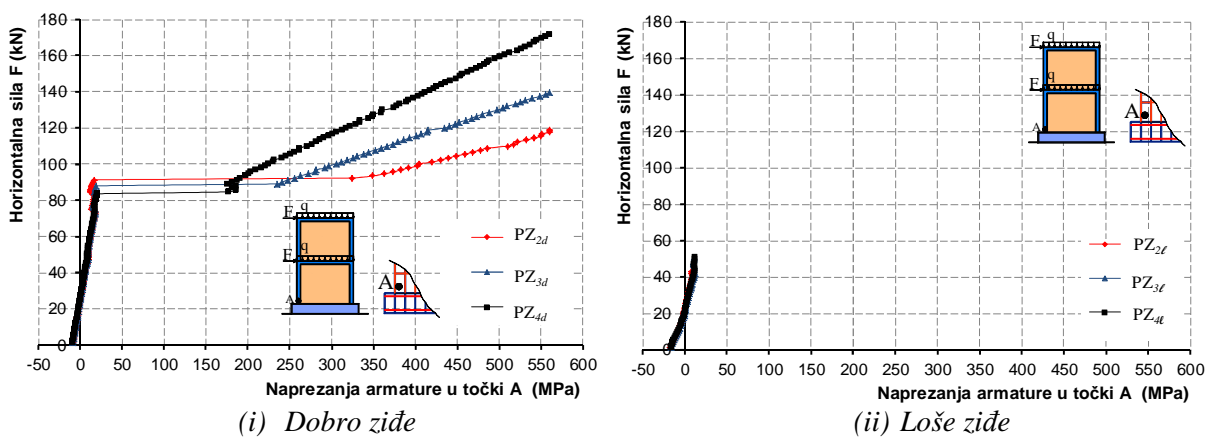 Horizontalna sila F (kN)
180
160
140
120
100
80
60
40
20
0
-50 0 50 100 150 200 250 300 350 400 450 500 550 600
Naprezanja armature u točki A (MPa)
q
F
q
F
A
A
PZ2d
PZ3d
PZ4d
(i) Dobro ziđe
Horizontalna sila F (kN)
180
160
140
120
100
80
60
40
20
0
-50 0 50 100 150 200 250 300 350 400 450 500 550 600
Naprezanja armature u točki A (MPa)
q
F
q
F
A
A
PZ2ℓ
PZ3ℓ
PZ4ℓ
(ii) Loše ziđe